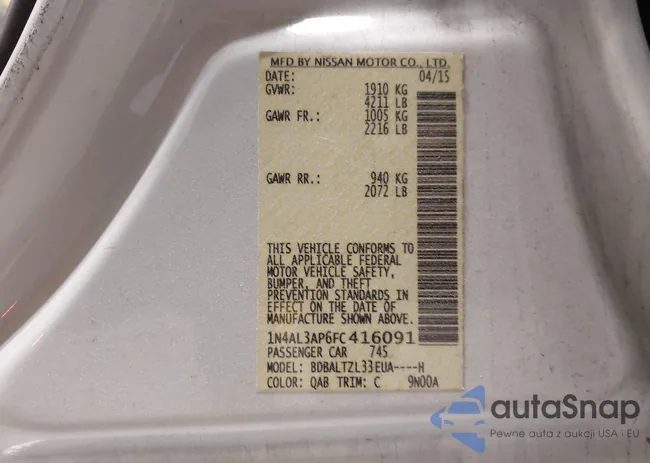 MFD BY NISSAN MOTOR CO., LTD.
DATE: 04/15
GVWR: 1910 KG
4211 LB
GAWR FR.: 1005 KG
2216 LB
GAWR RR.: 940 KG
2072 LB
THIS VEHICLE CONFORMS TO
ALL APPLICABLE FEDERAL
MOTOR VEHICLE SAFETY,
BUMPER, AND THEFT
PREVENTION STANDARDS IN
EFFECT ON THE DATE OF
MANUFACTURE SHOWN ABOVE.
1N4AL3AP6FC416091
PASSENGER CAR 745
MODEL: BDBALTZL33EUA----H
COLOR: QAB TRIM: C 9N00A
autaSnap
Pewne auta z aukcji USA i EU